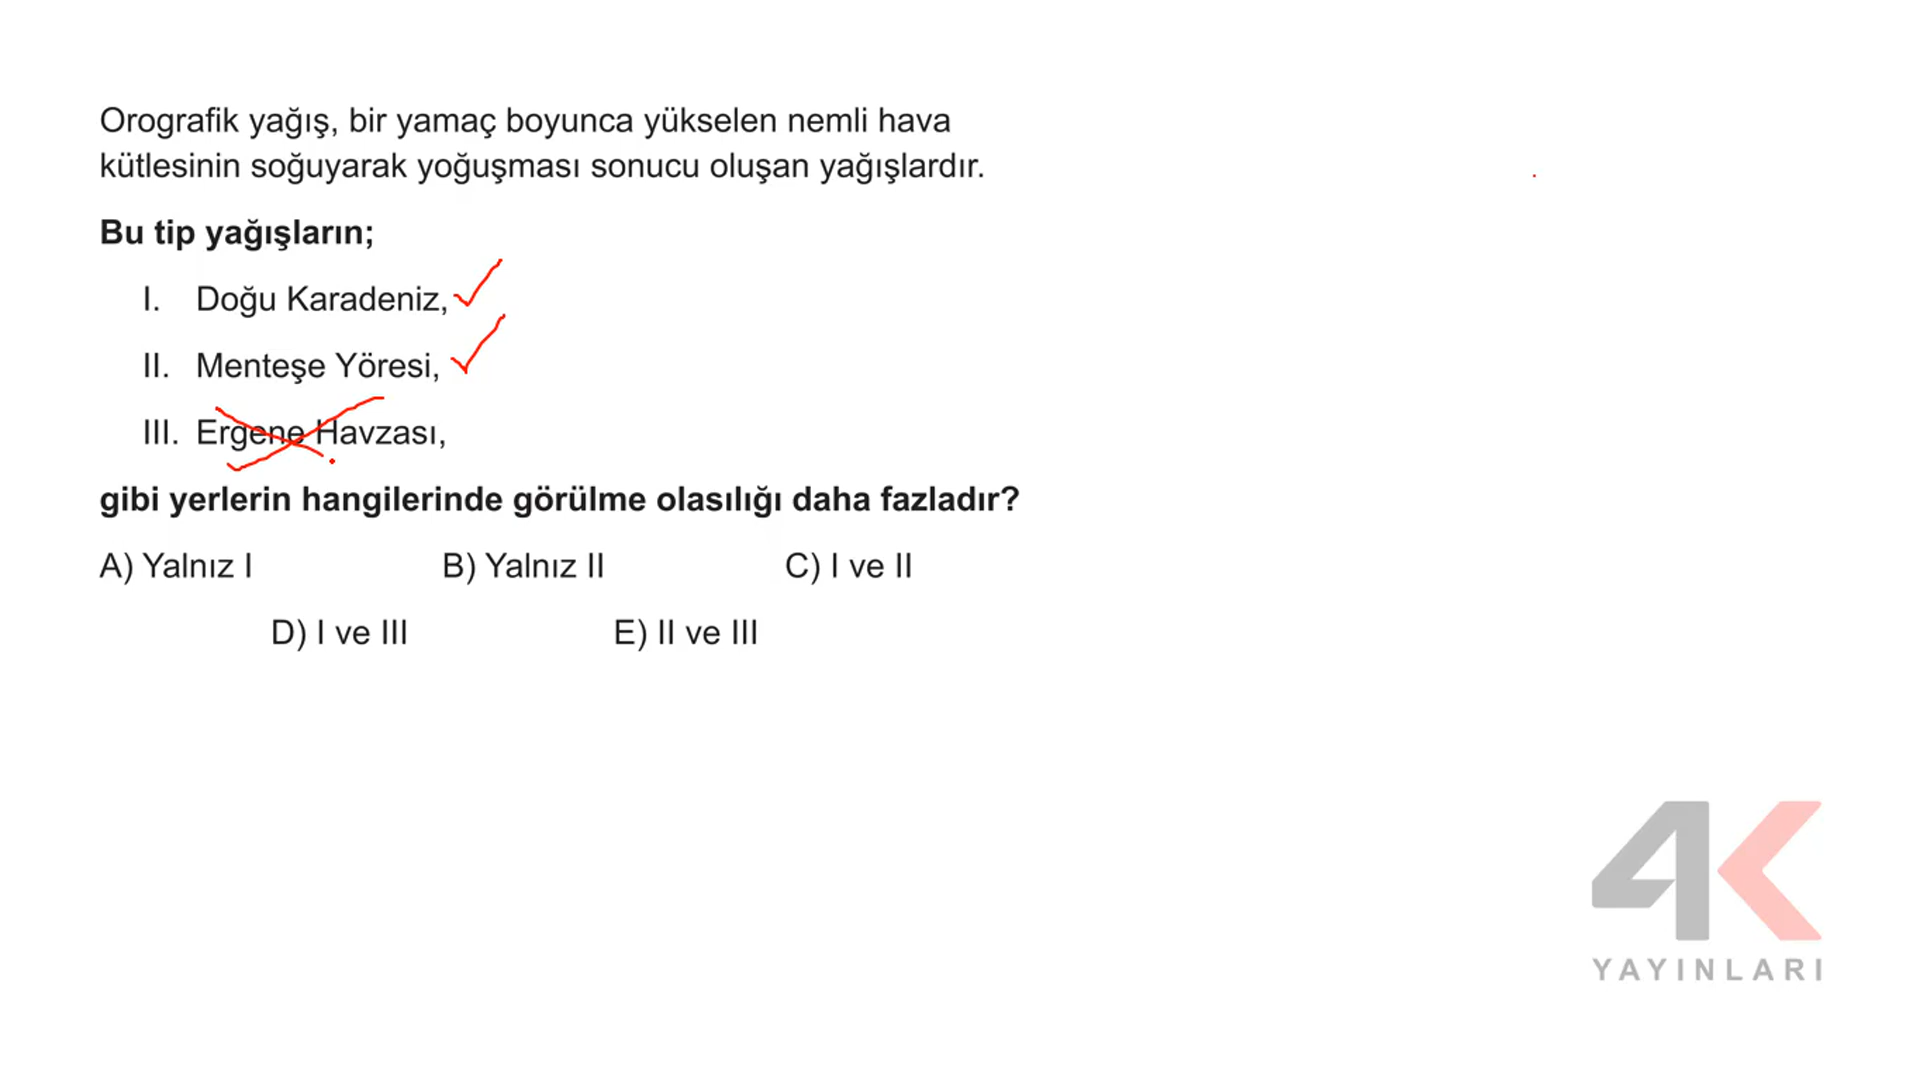 Orografik yağış, bir yamaç boyunca yükselen nemli hava
kütlesinin soğuyarak yoğuşması sonucu oluşan yağışlardır.
Bu tip yağışların;
I. Doğu Karadeniz,
II. Menteşe Yöresi,
III. Ergene Havzası,
gibi yerlerin hangilerinde görülme olasılığı daha fazladır?
A) Yalnız I B) Yalnız II C) I ve II
D) I ve III E) II ve III
4K
YAYINLARI